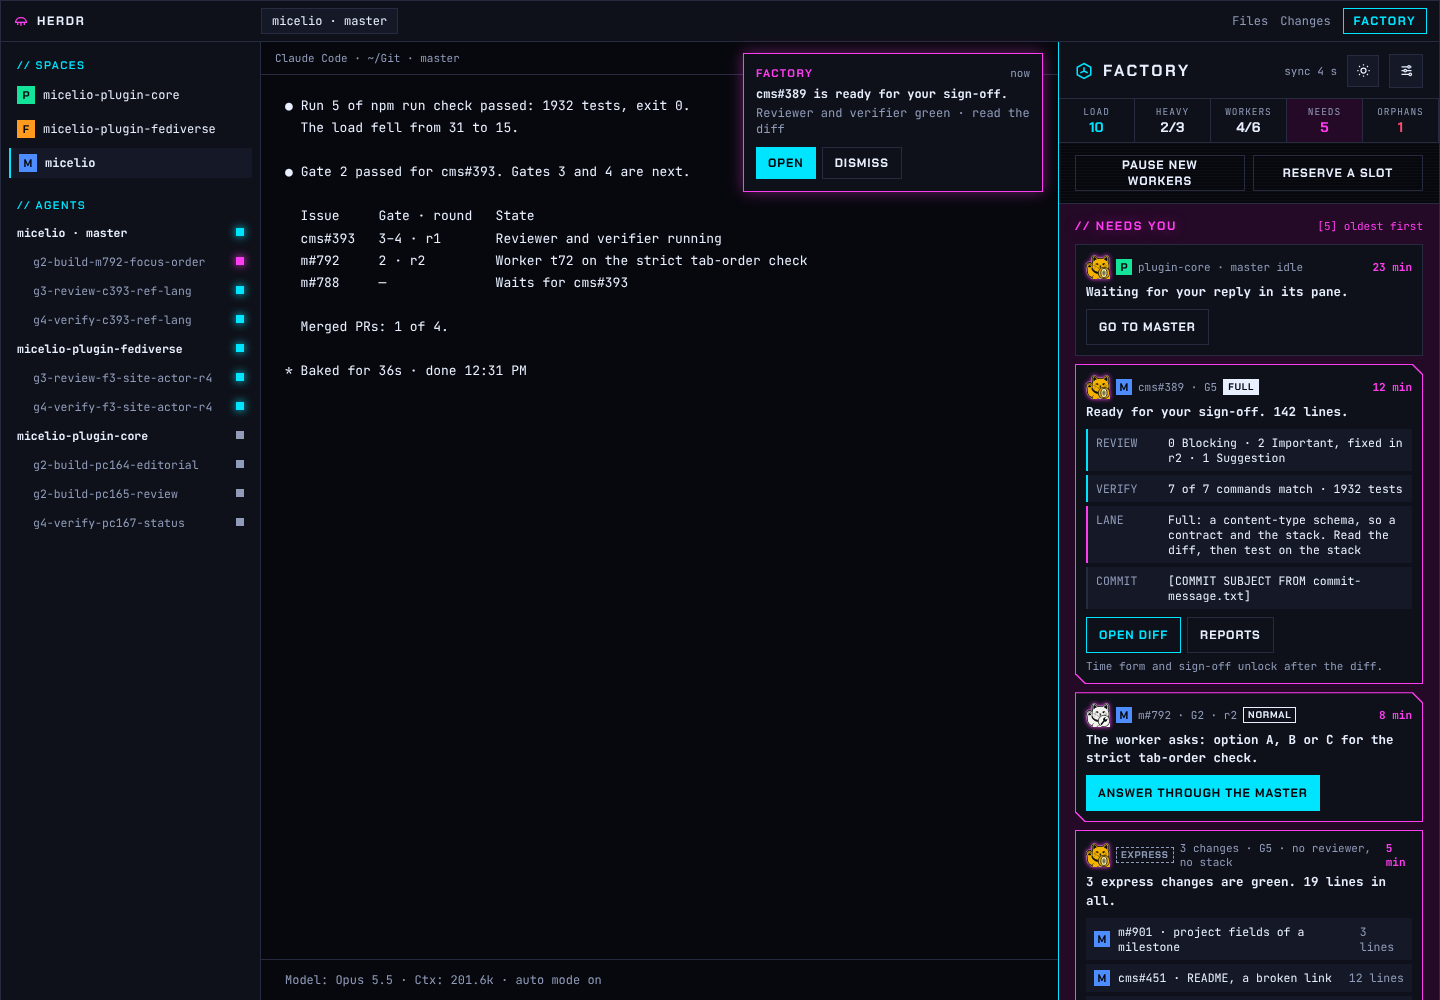 HERDR
micelio · master
Files Changes FACTORY
// SPACES
P micelio-plugin-core
F micelio-plugin-fediverse
M micelio
// AGENTS
micelio · master
g2-build-m792-focus-order
g3-review-c393-ref-lang
g4-verify-c393-ref-lang
micelio-plugin-fediverse
g3-review-f3-site-actor-r4
g4-verify-f3-site-actor-r4
micelio-plugin-core
g2-build-pc164-editorial
g2-build-pc165-review
g4-verify-pc167-status
Claude Code · ~/Git · master
● Run 5 of npm run check passed: 1932 tests, exit 0.
The load fell from 31 to 15.
● Gate 2 passed for cms#393. Gates 3 and 4 are next.
Issue Gate · round State
cms#393 3–4 · r1 Reviewer and verifier running
m#792 2 · r2 Worker t72 on the strict tab-order check
m#788 — Waits for cms#393
Merged PRs: 1 of 4.
* Baked for 36s · done 12:31 PM
Model: Opus 5.5 · Ctx: 201.6k · auto mode on
FACTORY now
cms#389 is ready for your sign-off.
Reviewer and verifier green · read the
diff
OPEN DISMISS
FACTORY sync 4 s
LOAD HEAVY WORKERS NEEDS ORPHANS
10 2/3 4/6 5 1
PAUSE NEW
WORKERS
RESERVE A SLOT
// NEEDS YOU [5] oldest first
P plugin-core · master idle 23 min
Waiting for your reply in its pane.
GO TO MASTER
M cms#389 · G5 FULL 12 min
Ready for your sign-off. 142 lines.
REVIEW 0 Blocking · 2 Important, fixed in
r2 · 1 Suggestion
VERIFY 7 of 7 commands match · 1932 tests
LANE Full: a content-type schema, so a
contract and the stack. Read the
diff, then test on the stack
COMMIT [COMMIT SUBJECT FROM commit-
message.txt]
OPEN DIFF REPORTS
Time form and sign-off unlock after the diff.
M m#792 · G2 · r2 NORMAL 8 min
The worker asks: option A, B or C for the
strict tab-order check.
ANSWER THROUGH THE MASTER
EXPRESS 3 changes · G5 · no reviewer, 5
no stack min
3 express changes are green. 19 lines in
all.
M m#901 · project fields of a 3
milestone lines
M cms#451 · README, a broken link 12 lines